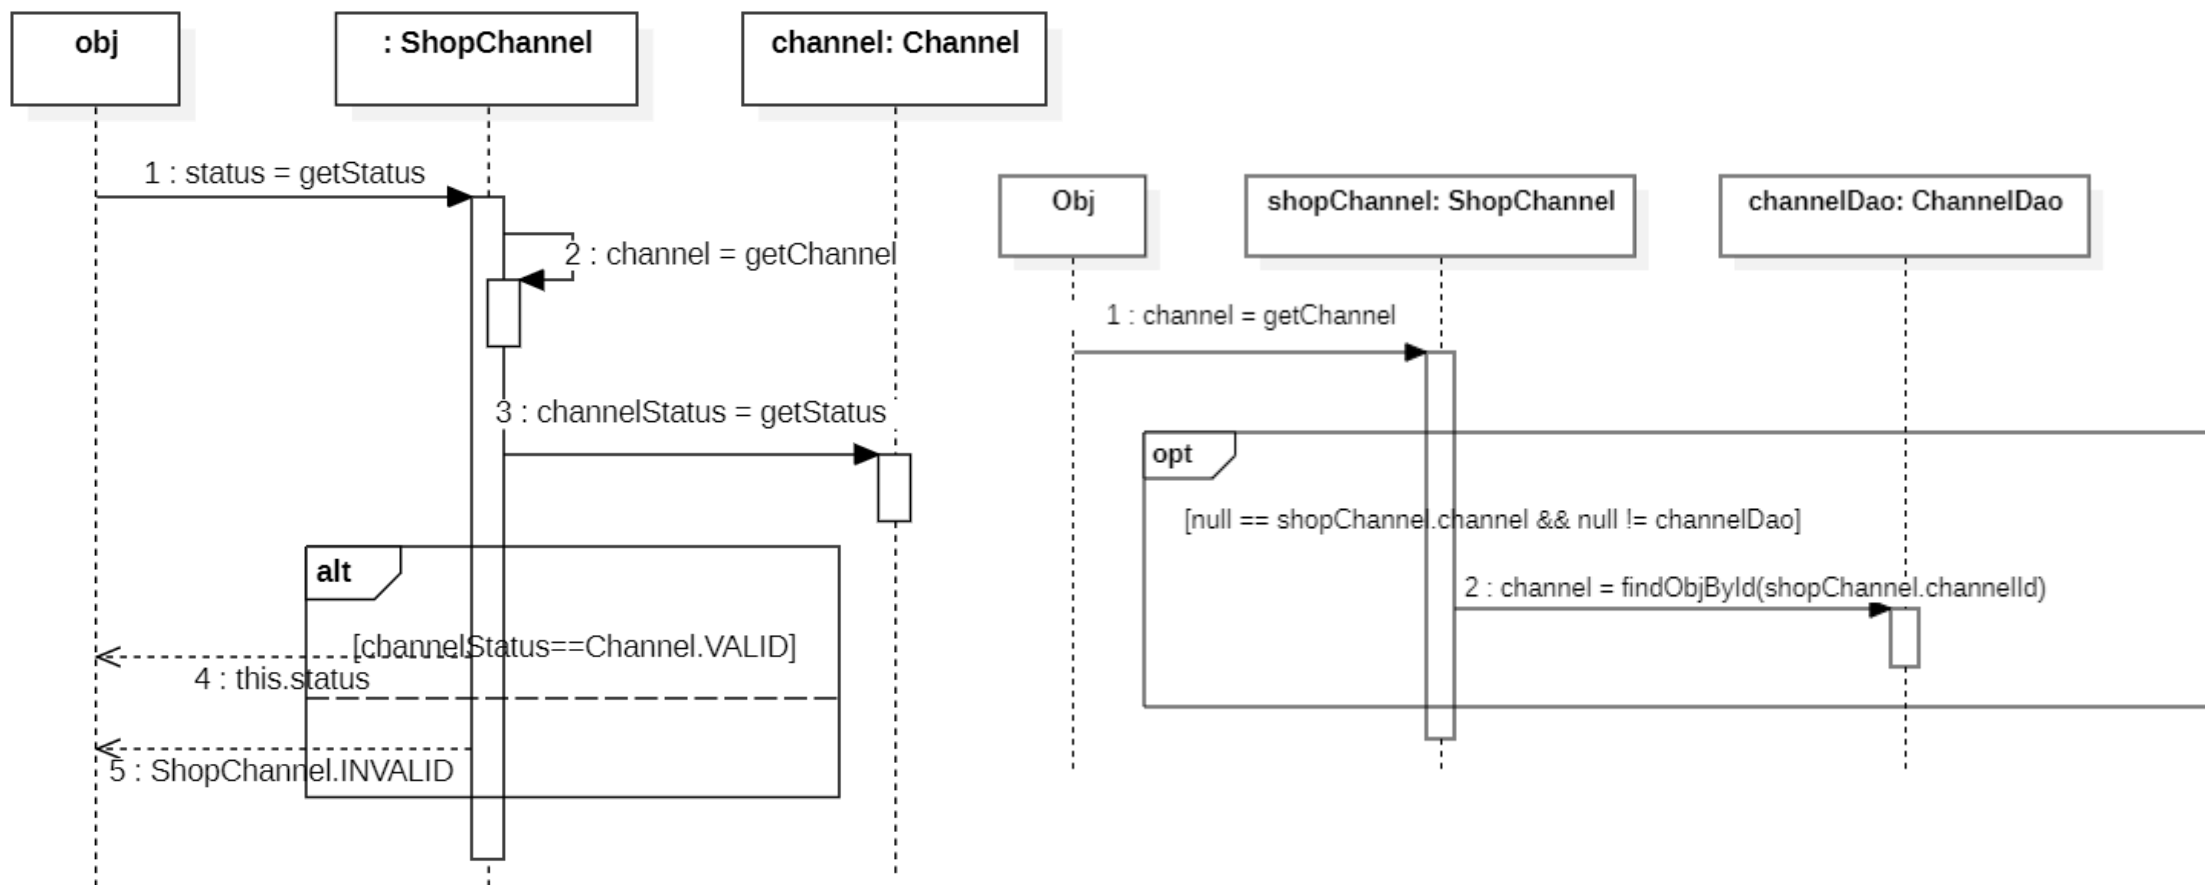 obj
: ShopChannel
channel: Channel
1 : status = getStatus
2 : channel = getChannel
3 : channelStatus = getStatus
alt
[channelStatus==Channel.VALID]
4 : this.status
5 : ShopChannel.INVALID
Obj
shopChannel: ShopChannel
channelDao: ChannelDao
1 : channel = getChannel
opt
[null == shopChannel.channel && null != channelDao]
2 : channel = findObjById(shopChannel.channelId)